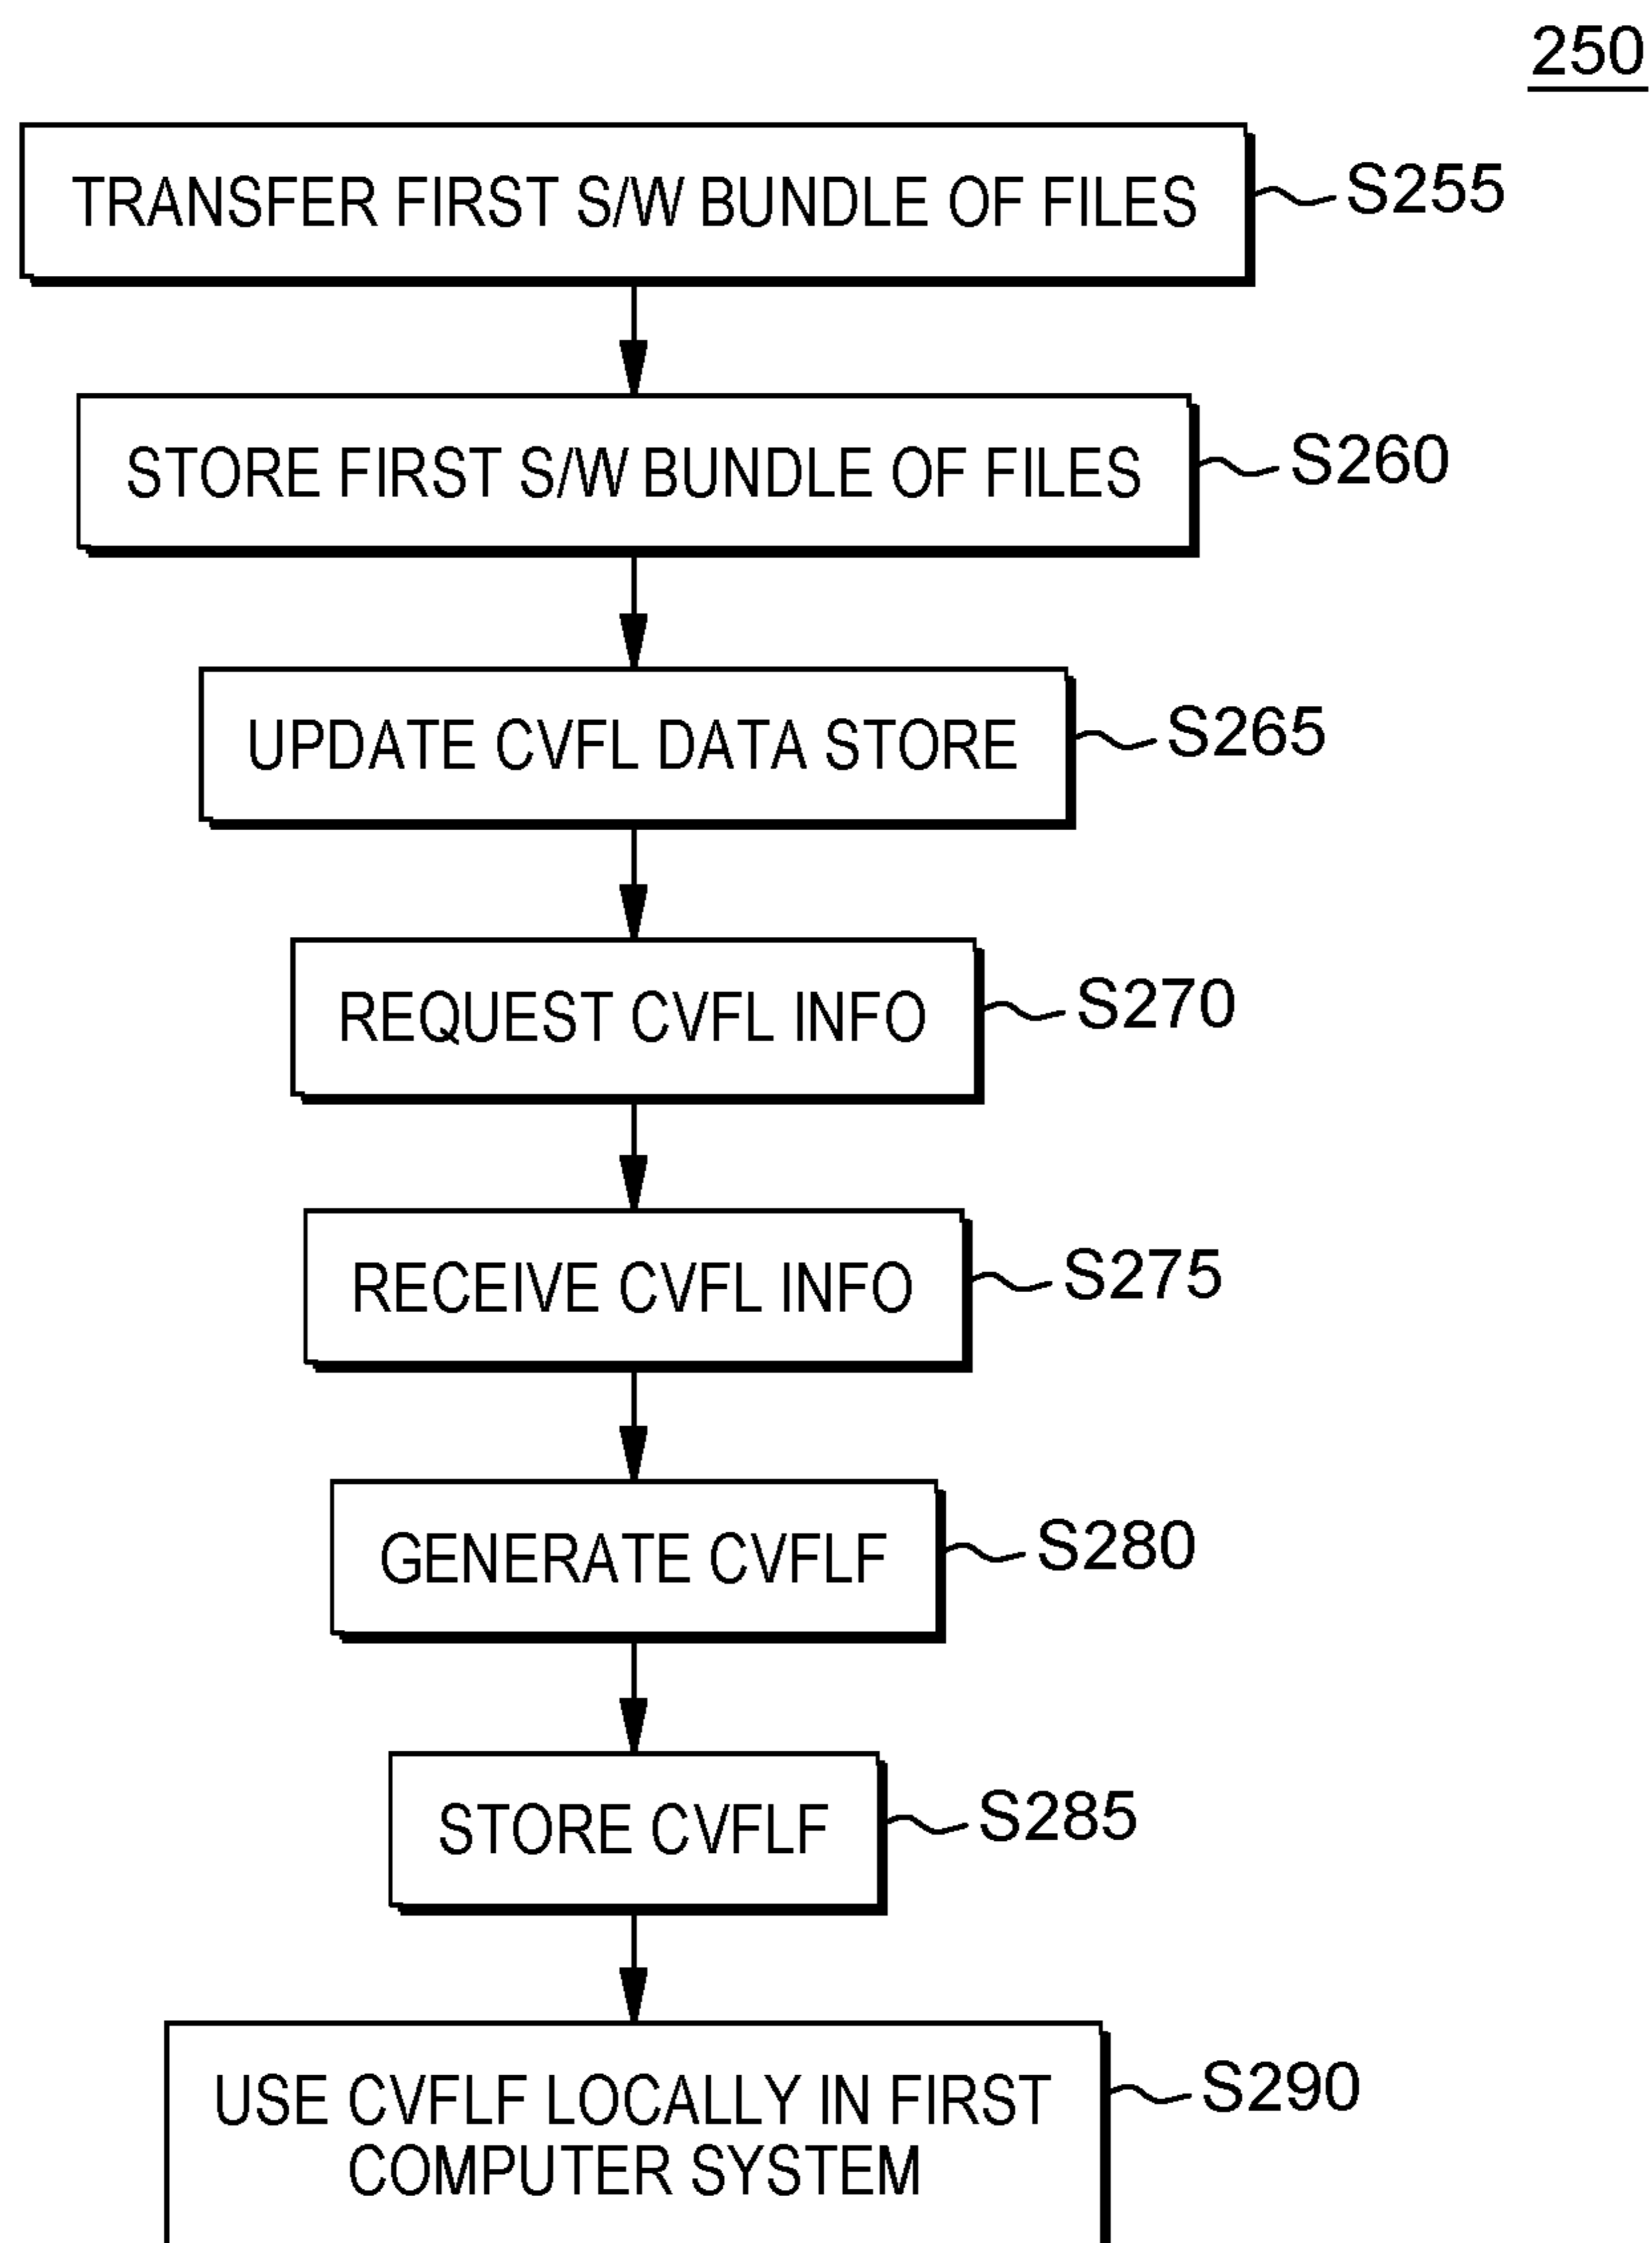 250
TRANSFER FIRST S/W BUNDLE OF FILES
S255
STORE FIRST S/W BUNDLE OF FILES
S260
UPDATE CVFL DATA STORE
S265
REQUEST CVFL INFO
S270
RECEIVE CVFL INFO
S275
GENERATE CVFLF
S280
STORE CVFLF
S285
USE CVFLF LOCALLY IN FIRST
COMPUTER SYSTEM
S290